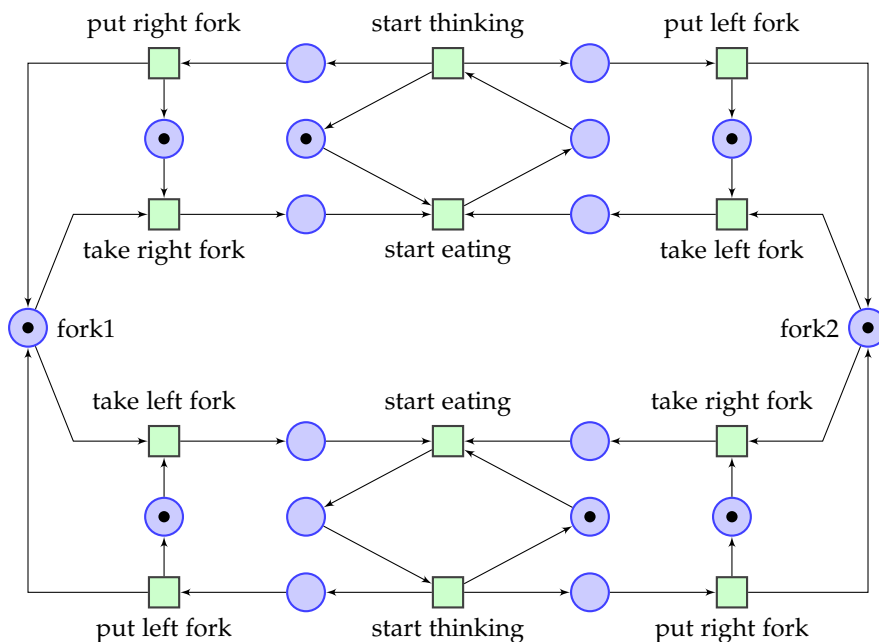 put right fork
start thinking
put left fork
take right fork
start eating
take left fork
fork1
fork2
take left fork
start eating
take right fork
put left fork
start thinking
put right fork